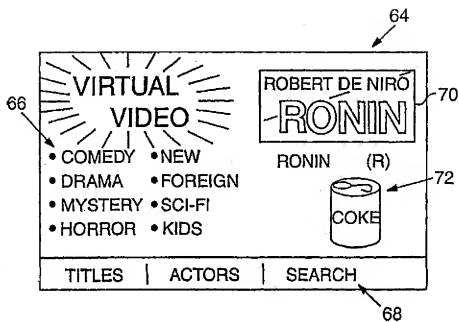 64
VIRTUAL
VIDEO
66
• COMEDY • NEW
• DRAMA • FOREIGN
• MYSTERY • SCI-FI
• HORROR • KIDS
ROBERT DE NIRO
70
RONIN
RONIN (R)
72
COKE
TITLES | ACTORS | SEARCH
68